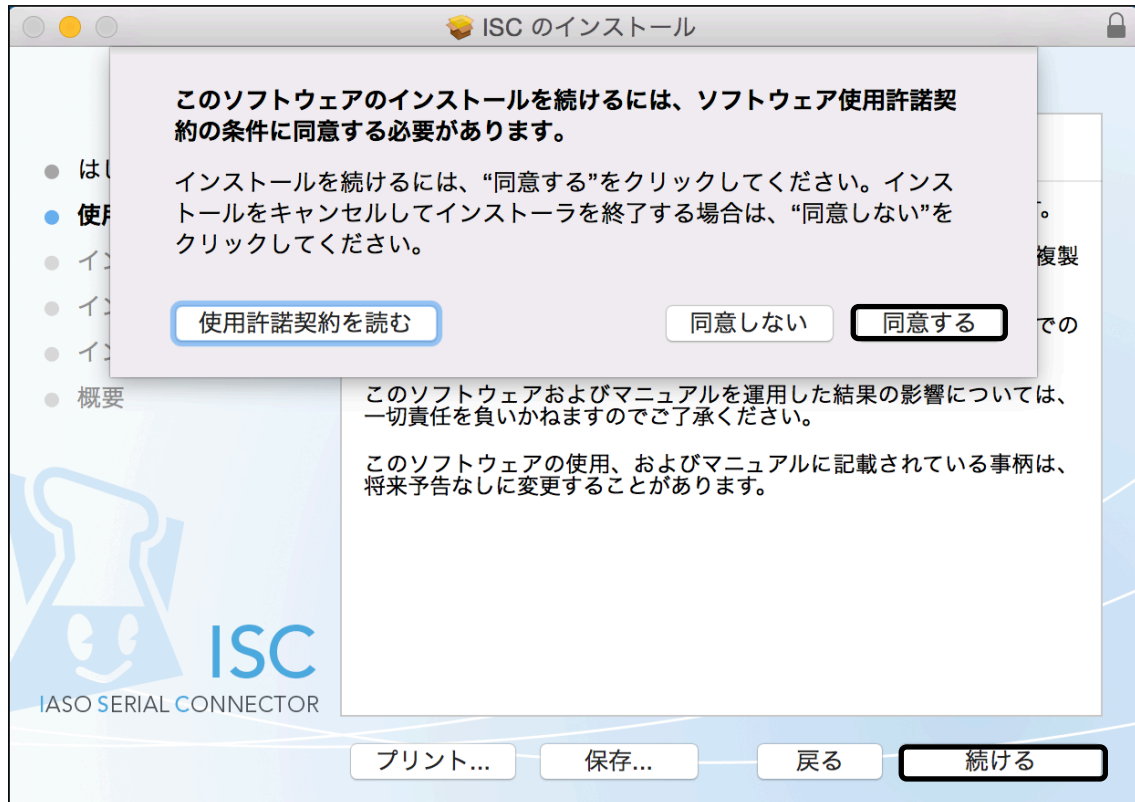 ISC のインストール
このソフトウェアのインストールを続けるには、ソフトウェア使用許諾契
約の条件に同意する必要があります。
インストールを続けるには、“同意する”をクリックしてください。インス
トールをキャンセルしてインストーラを終了する場合は、“同意しない”を
クリックしてください。
使用許諾契約を読む
同意しない
同意する
は
使
イン
イン
イン
概要
。
複製
での
このソフトウェアおよびマニュアルを運用した結果の影響については、
一切責任を負いかねますのでご了承ください。
このソフトウェアの使用、およびマニュアルに記載されている事柄は、
将来予告なしに変更することがあります。
ISC
IASO SERIAL CONNECTOR
プリント...
保存...
戻る
続ける